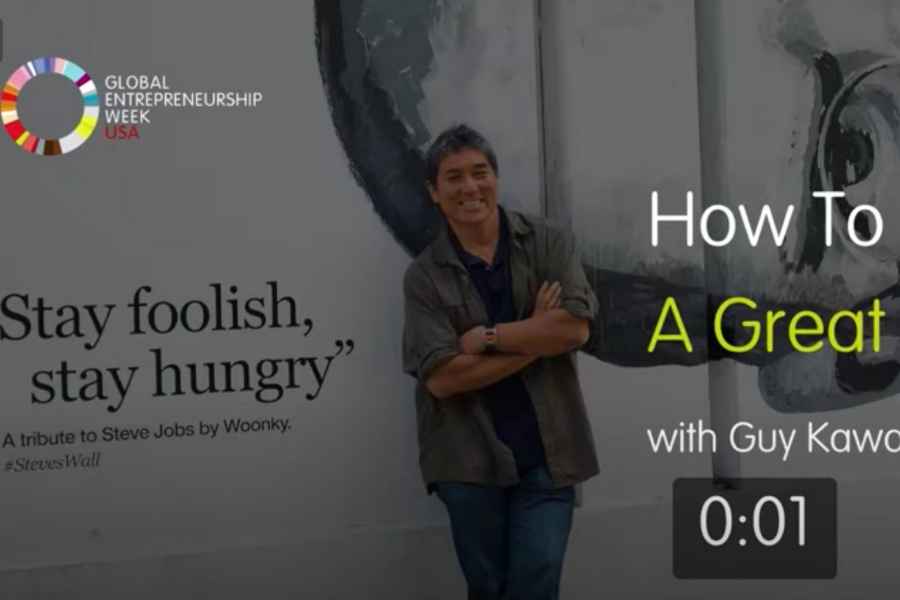 GLOBAL
ENTREPRENEURSHIP
WEEK
USA
Stay foolish,
stay hungry”
A tribute to Steve Jobs by Woonky.
#StevesWall
How To
A Great
with Guy Kawa
0:01